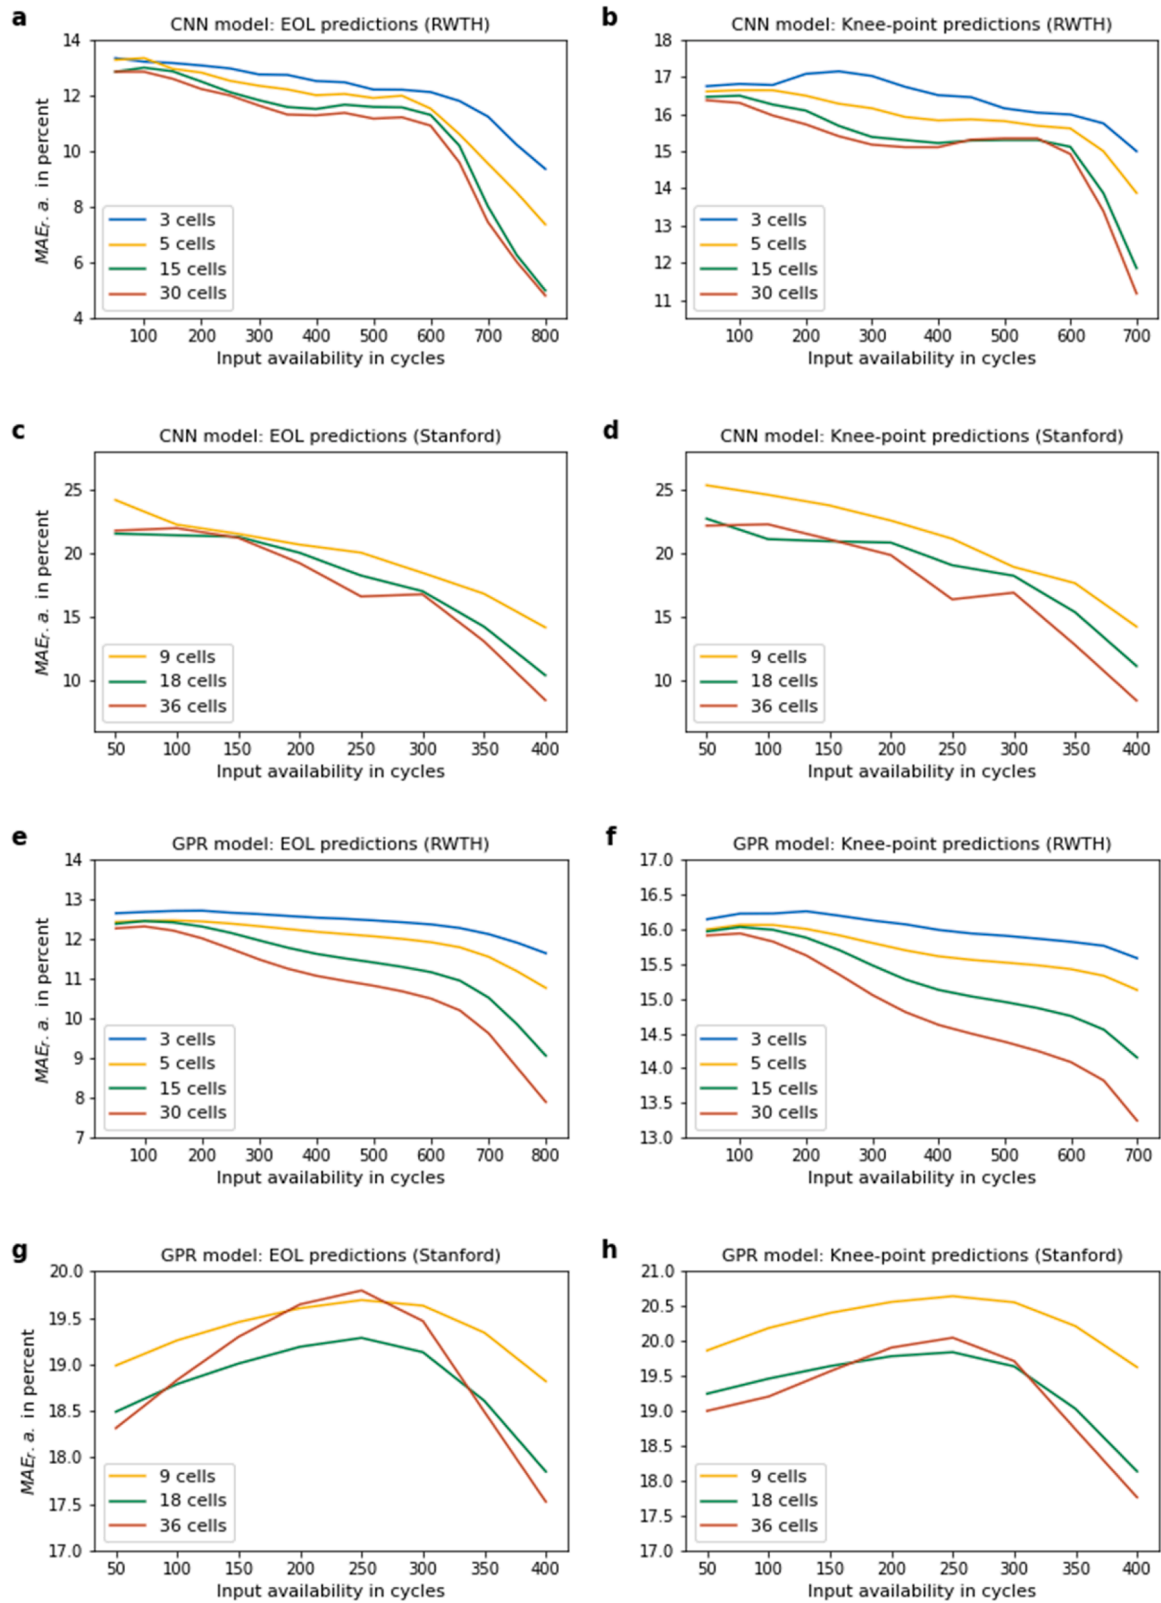 a
CNN model: EOL predictions (RWTH)
14
12
10
8
6
4
MAEr. a. in percent
3 cells
5 cells
15 cells
30 cells
100 200 300 400 500 600 700 800
Input availability in cycles
b
CNN model: Knee-point predictions (RWTH)
18
17
16
15
14
13
12
11
3 cells
5 cells
15 cells
30 cells
100 200 300 400 500 600 700
Input availability in cycles
c
CNN model: EOL predictions (Stanford)
25
20
15
10
MAEr. a. in percent
9 cells
18 cells
36 cells
50 100 150 200 250 300 350 400
Input availability in cycles
d
CNN model: Knee-point predictions (Stanford)
25
20
15
10
9 cells
18 cells
36 cells
50 100 150 200 250 300 350 400
Input availability in cycles
e
GPR model: EOL predictions (RWTH)
14
13
12
11
10
9
8
7
MAEr. a. in percent
3 cells
5 cells
15 cells
30 cells
100 200 300 400 500 600 700 800
Input availability in cycles
f
GPR model: Knee-point predictions (RWTH)
17.0
16.5
16.0
15.5
15.0
14.5
14.0
13.5
13.0
3 cells
5 cells
15 cells
30 cells
100 200 300 400 500 600 700
Input availability in cycles
g
GPR model: EOL predictions (Stanford)
20.0
19.5
19.0
18.5
18.0
17.5
17.0
MAEr. a. in percent
9 cells
18 cells
36 cells
50 100 150 200 250 300 350 400
Input availability in cycles
h
GPR model: Knee-point predictions (Stanford)
21.0
20.5
20.0
19.5
19.0
18.5
18.0
17.5
17.0
9 cells
18 cells
36 cells
50 100 150 200 250 300 350 400
Input availability in cycles